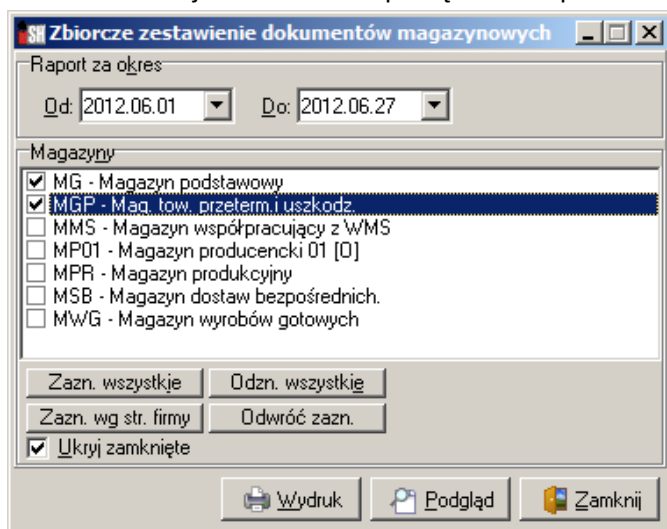 SH Zbiorcze zestawienie dokumentów magazynowych
Raport za okres
Od: 2012.06.01 Do: 2012.06.27
Magazyny
MG - Magazyn podstawowy
MGP - Mag. tow. przeterm.i uszkodz.
MMS - Magazyn współpracujący z WMS
MP01 - Magazyn producencki 01 [O]
MPR - Magazyn produkcyjny
MSB - Magazyn dostaw bezpośrednich.
MWG - Magazyn wyrobów gotowych
Zazn. wszystkie Odzn. wszystkie
Zazn. wg str. firmy Odwróć zazn.
Ukryj zamknięte
Wydruk Podgląd Zamknij